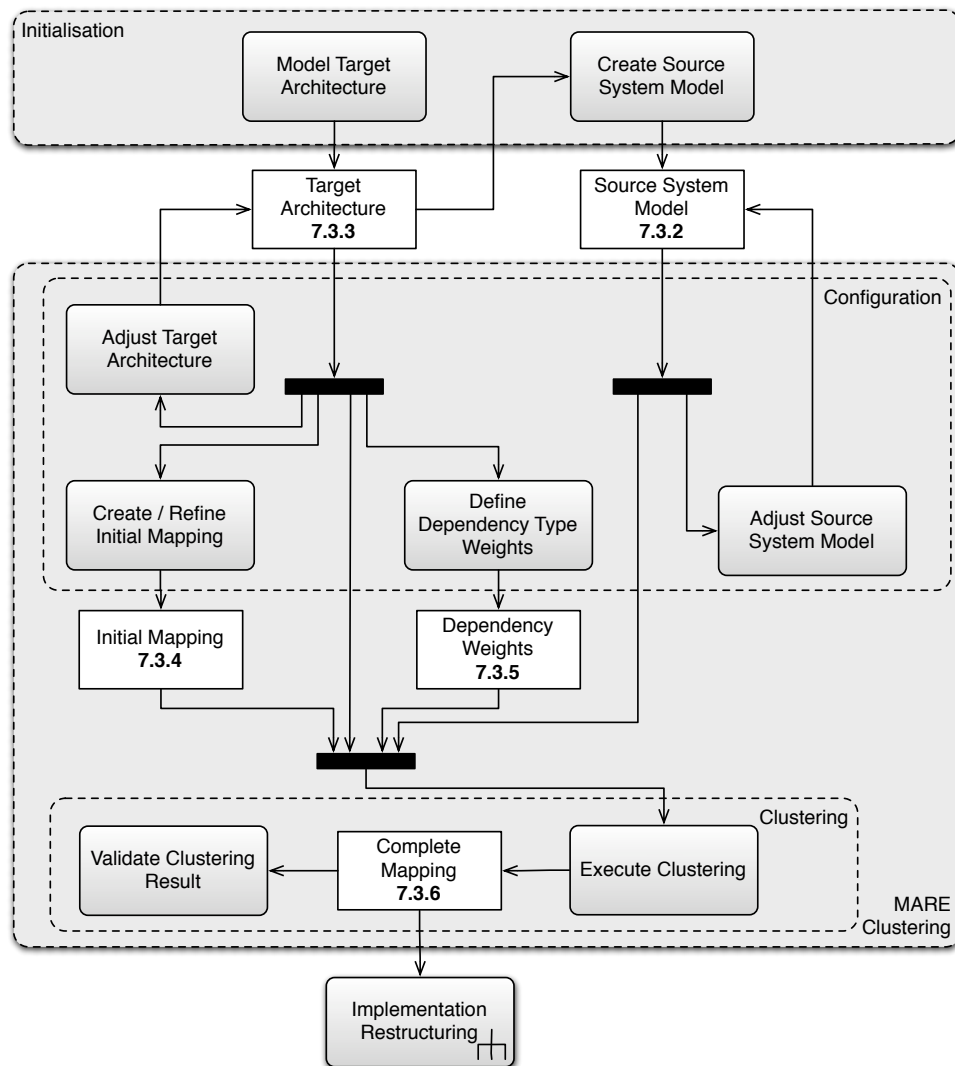 Initialisation
Model Target
Architecture
Create Source
System Model
Target
Architecture
7.3.3
Source System
Model
7.3.2
Configuration
Adjust Target
Architecture
Create / Refine
Initial Mapping
Define
Dependency Type
Weights
Adjust Source
System Model
Initial Mapping
7.3.4
Dependency
Weights
7.3.5
Clustering
Validate Clustering
Result
Complete
Mapping
7.3.6
Execute Clustering
MARE
Clustering
Implementation
Restructuring